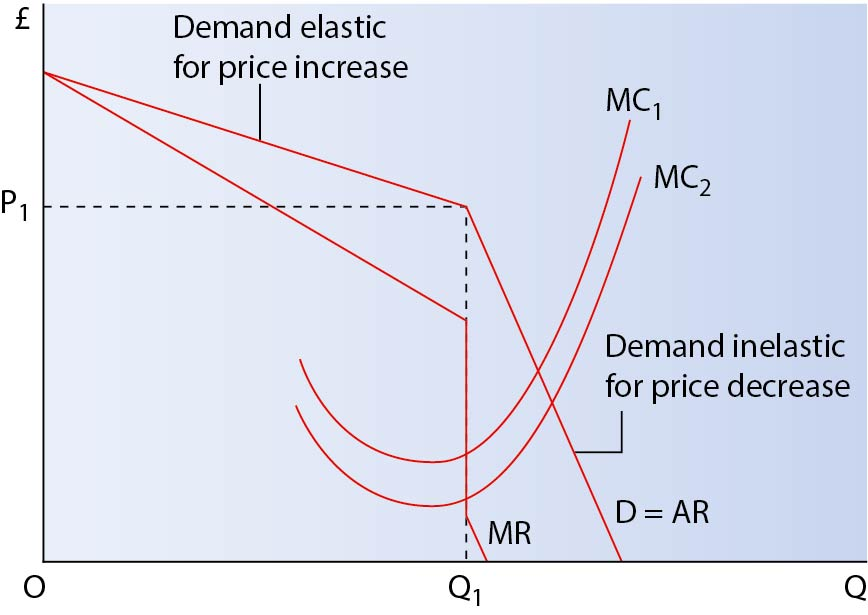 £
Demand elastic
for price increase
MC₁
MC₂
P₁
Demand inelastic
for price decrease
D = AR
MR
O
Q₁
Q